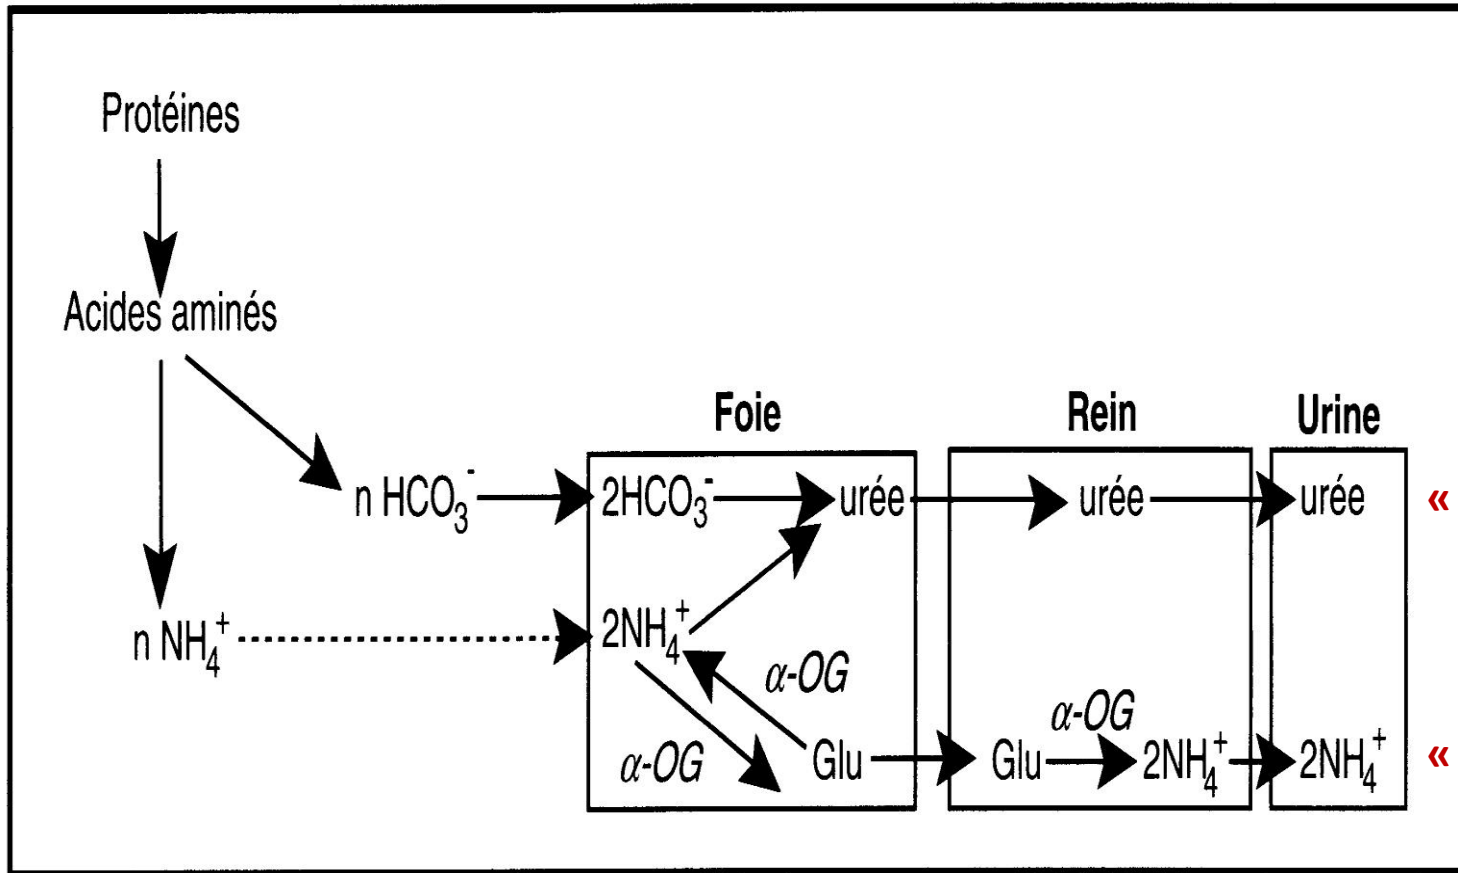 Protéines
Acides aminés
Foie Rein Urine
n HCO₃⁻ 2HCO₃⁻ urée urée urée «
n NH₄⁺ 2NH₄⁺
α-OG
α-OG
α-OG Glu Glu 2NH₄⁺ 2NH₄⁺ «